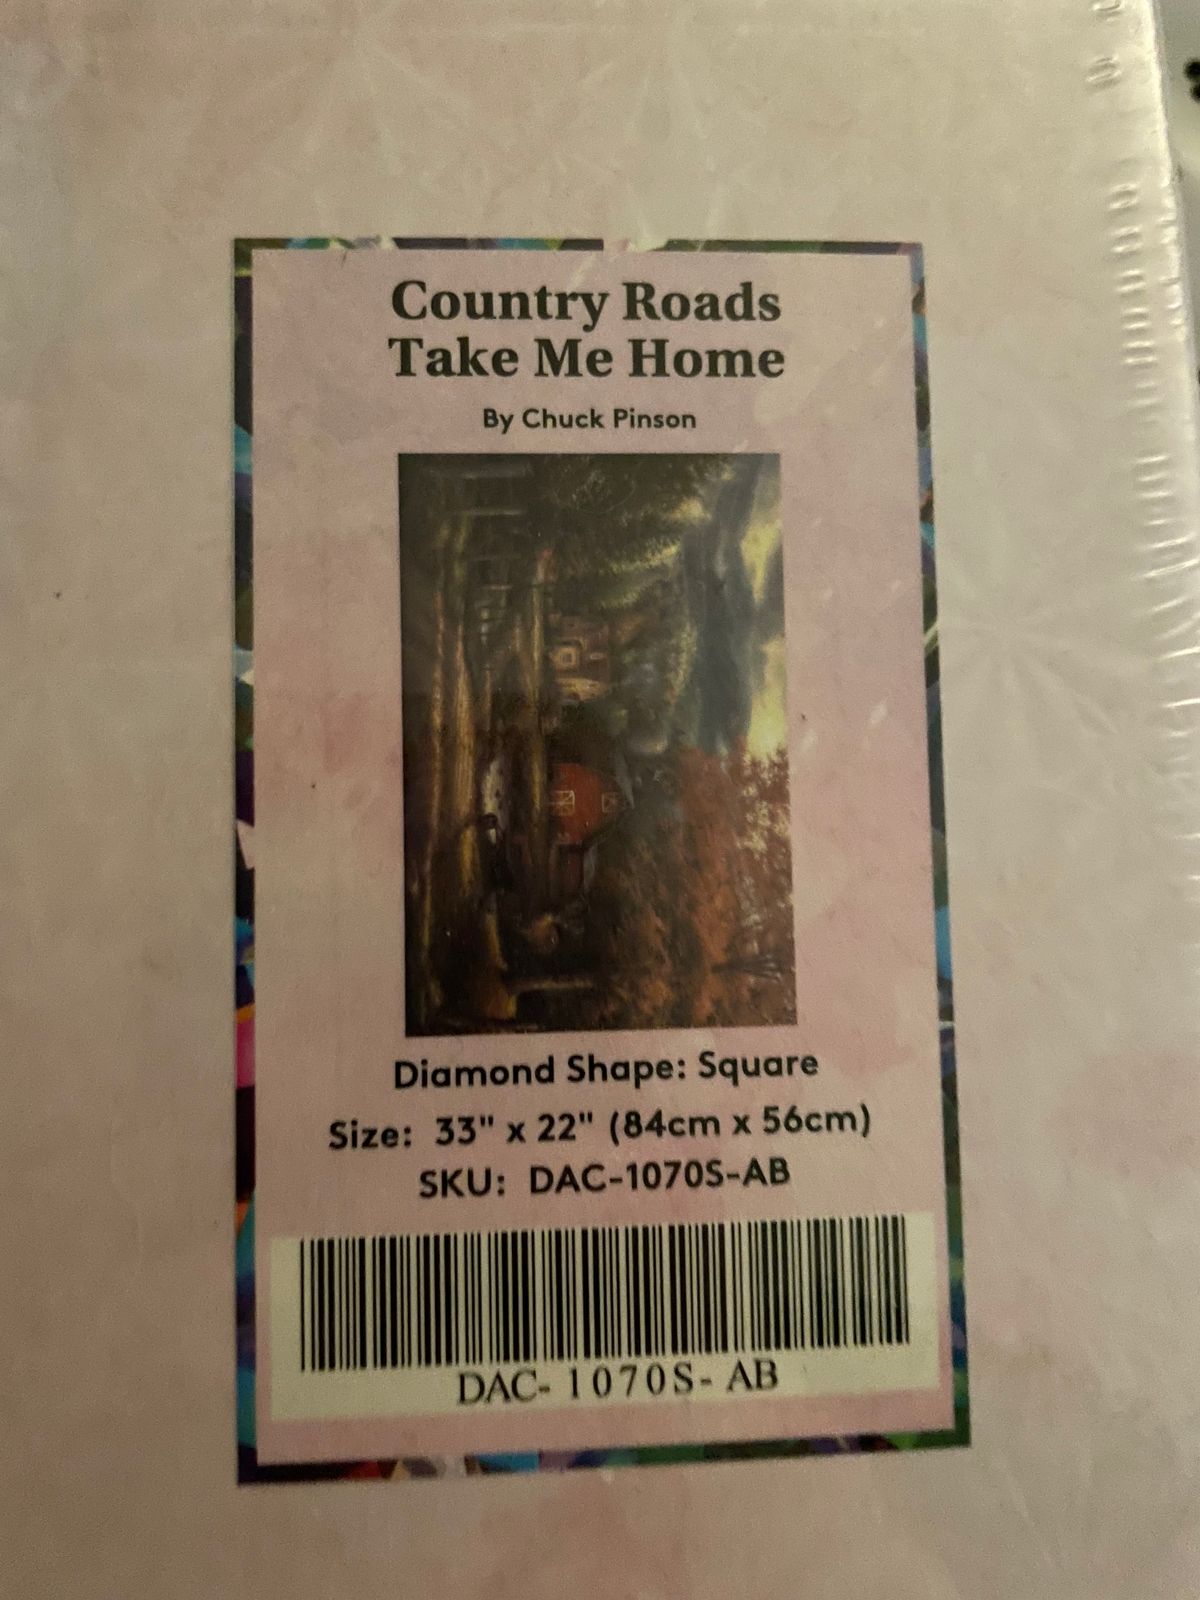 Country Roads
Take Me Home
By Chuck Pinson
Diamond Shape: Square
Size: 33" x 22" (84cm x 56cm)
SKU: DAC-1070S-AB
DAC- 1070S- AB